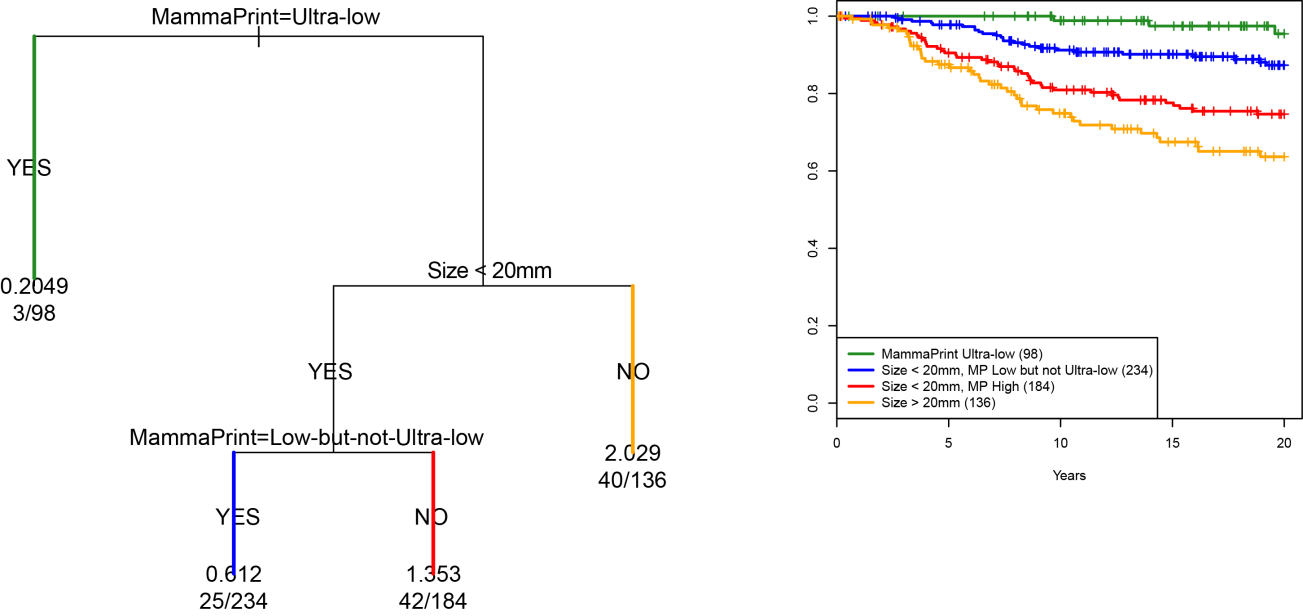 MammaPrint=Ultra-low
YES
0.2049
3/98
Size < 20mm
YES
NO
MammaPrint=Low-but-not-Ultra-low
2.029
40/136
YES
NO
0.612
25/234
1.353
42/184
1.0
0.8
0.6
0.4
0.2
0.0
MammaPrint Ultra-low (98)
Size < 20mm, MP Low but not Ultra-low (234)
Size < 20mm, MP High (184)
Size > 20mm (136)
0
5
10
15
20
Years